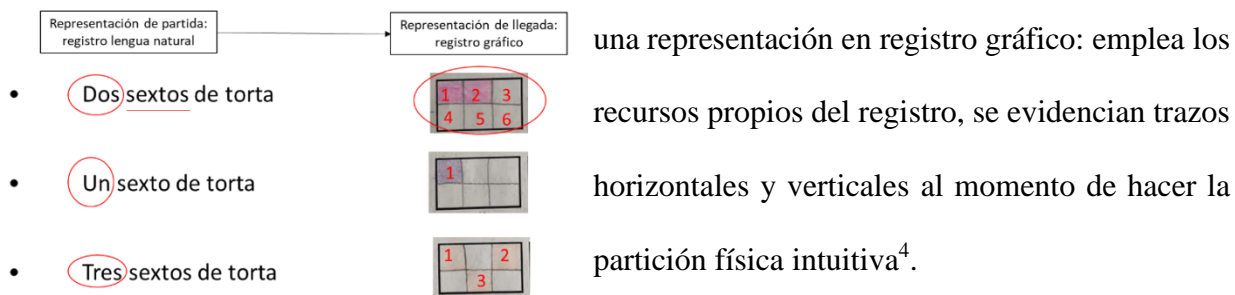 Representación de partida:
registro lengua natural
Representación de llegada:
registro gráfico
• Dos sextos de torta
1 2 3
4 5 6
• Un sexto de torta
1
• Tres sextos de torta
1 2
3
una representación en registro gráfico: emplea los
recursos propios del registro, se evidencian trazos
horizontales y verticales al momento de hacer la
partición física intuitiva⁴.